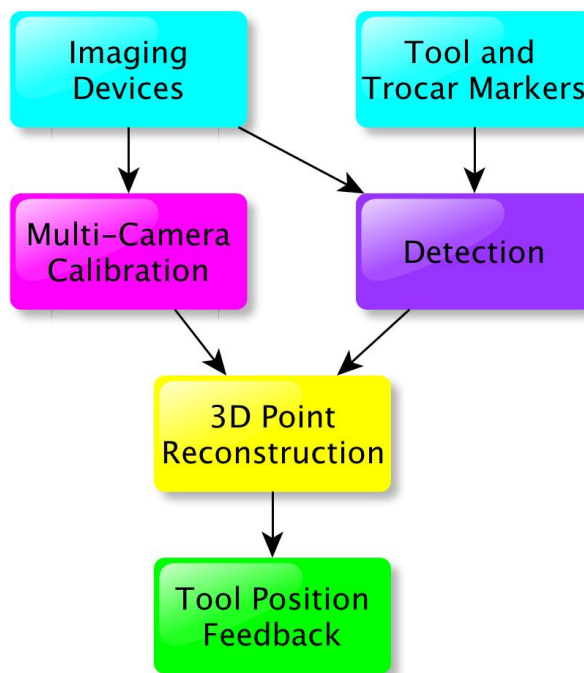 Imaging
Devices
Tool and
Trocar Markers
Multi-Camera
Calibration
Detection
3D Point
Reconstruction
Tool Position
Feedback